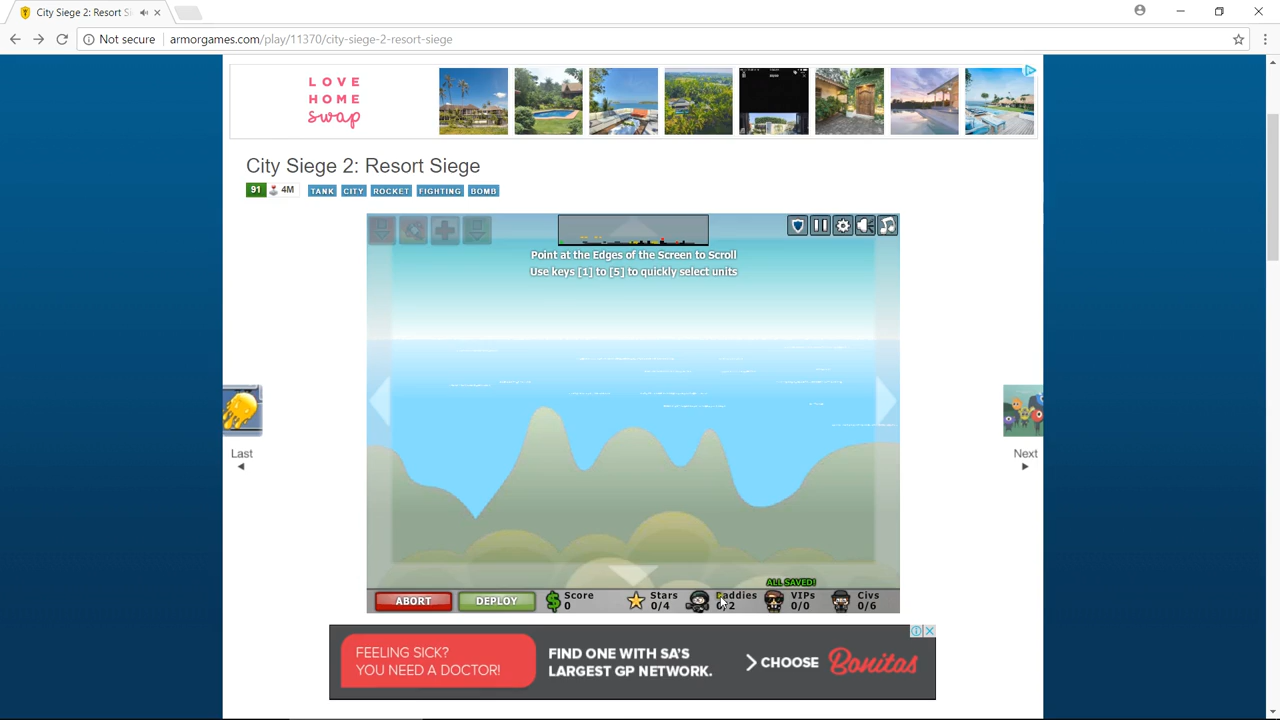 City Siege 2: Resort Si
Not secure
armorgames.com/play/11370/city-siege-2-resort-siege
LOVE
HOME
swap
City Siege 2: Resort Siege
91
4M
TANK
CITY
ROCKET
FIGHTING
BOMB
Point at the Edges of the Screen to Scroll
Use keys [1] to [5] to quickly select units
Last
Next
ALL SAVED!
ABORT
DEPLOY
Score
0
Stars
0/4
Baddies
0/2
VIPs
0/0
Civs
0/6
FEELING SICK?
YOU NEED A DOCTOR!
FIND ONE WITH SA'S
LARGEST GP NETWORK.
CHOOSE
Bonitas